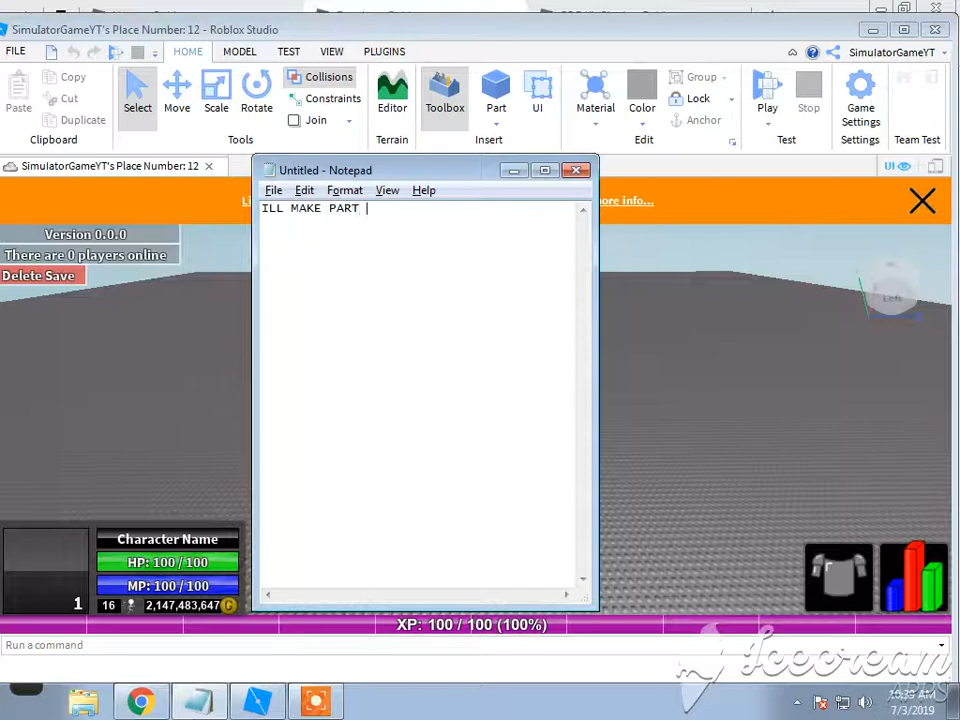 SimulatorGameYT's Place Number: 12 - Roblox Studio
FILE HOME MODEL TEST VIEW PLUGINS SimulatorGameYT
Paste Copy Cut Duplicate Select Move Scale Rotate Collisions Constraints Join Editor Toolbox Part UI Material Color Group Lock Anchor Play Stop Game Settings
Clipboard Tools Terrain Insert Edit Test Settings Team Test
SimulatorGameYT's Place Number: 12 UI
Untitled - Notepad
File Edit Format View Help
ILL MAKE PART
ore info...
Version 0.0.0
There are 0 players online
Delete Save
Left
Character Name
HP: 100 / 100
MP: 100 / 100
1 16 2,147,483,647
XP: 100 / 100 (100%)
Run a command
Icecream
APPS
10:39 AM
7/3/2019